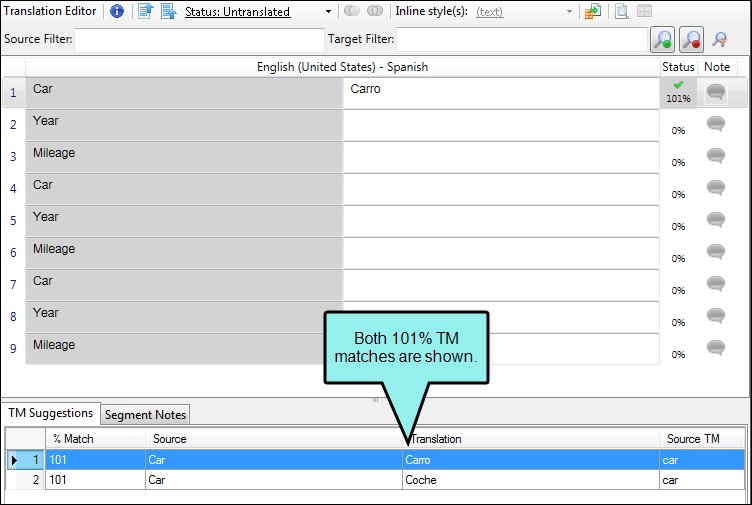 Translation Editor Status: Untranslated Inline style(s): (text)
Source Filter: Target Filter:
English (United States) - Spanish Status Note
1 Car Carro 101%
2 Year 0%
3 Mileage 0%
4 Car 0%
5 Year 0%
6 Mileage 0%
7 Car 0%
8 Year 0%
9 Mileage 0%
Both 101% TM
matches are shown.
TM Suggestions Segment Notes
% Match Source Translation Source TM
1 101 Car Carro car
2 101 Car Coche car